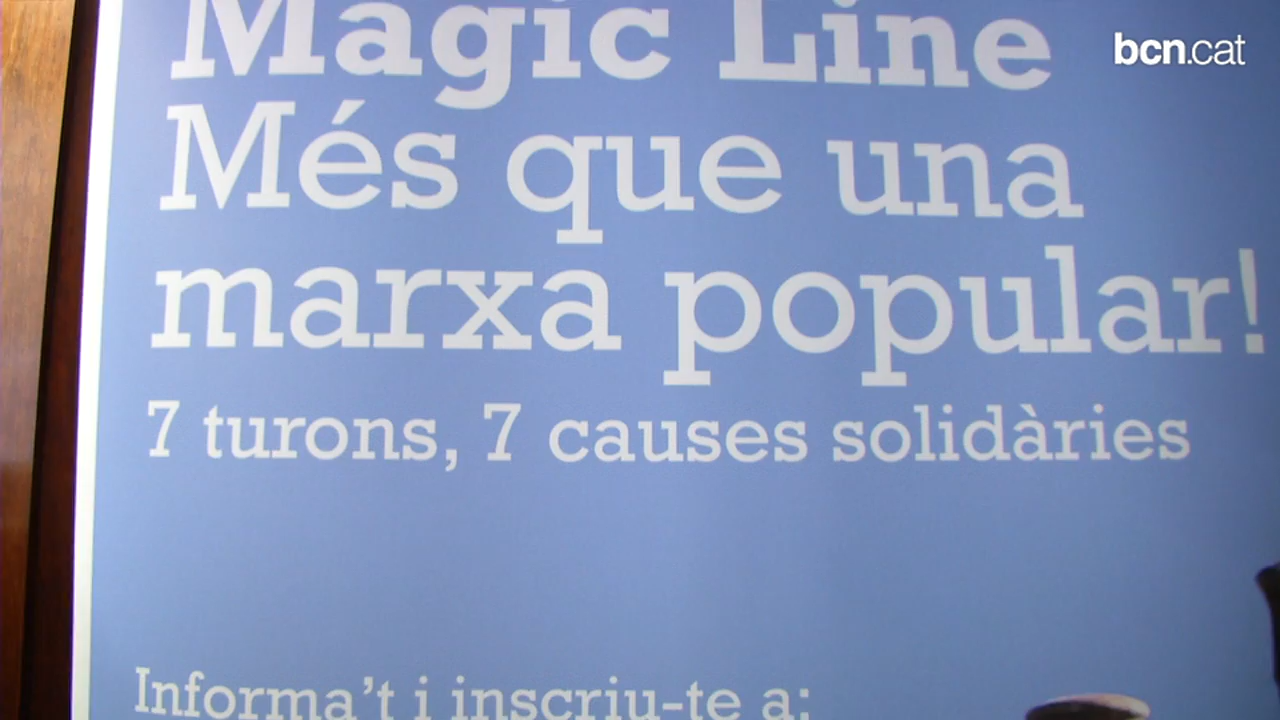 Magic Line
bcn.cat
Més que una
marxa popular!
7 turons, 7 causes solidàries
Informa't i inscriu-te a: